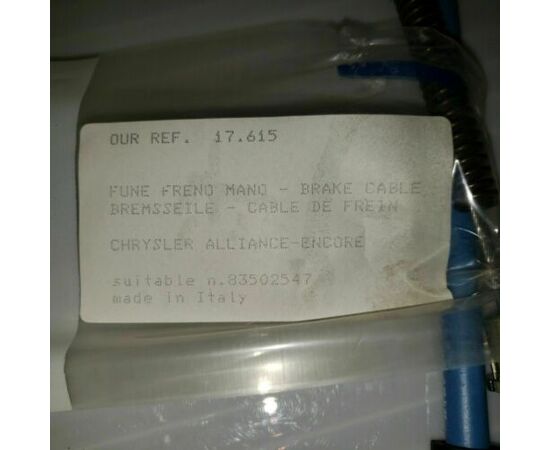 OUR REF. 17.615
FUNE FRENO MANO - BRAKE CABLE
BREMSSEILE - CABLE DE FREIN
CHRYSLER ALLIANCE-ENCORE
suitable n.83502547
made in Italy